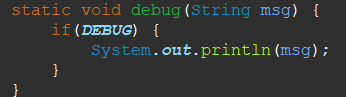 static void debug(String msg) {
    if(DEBUG) {
        System.out.println(msg);
    }
}